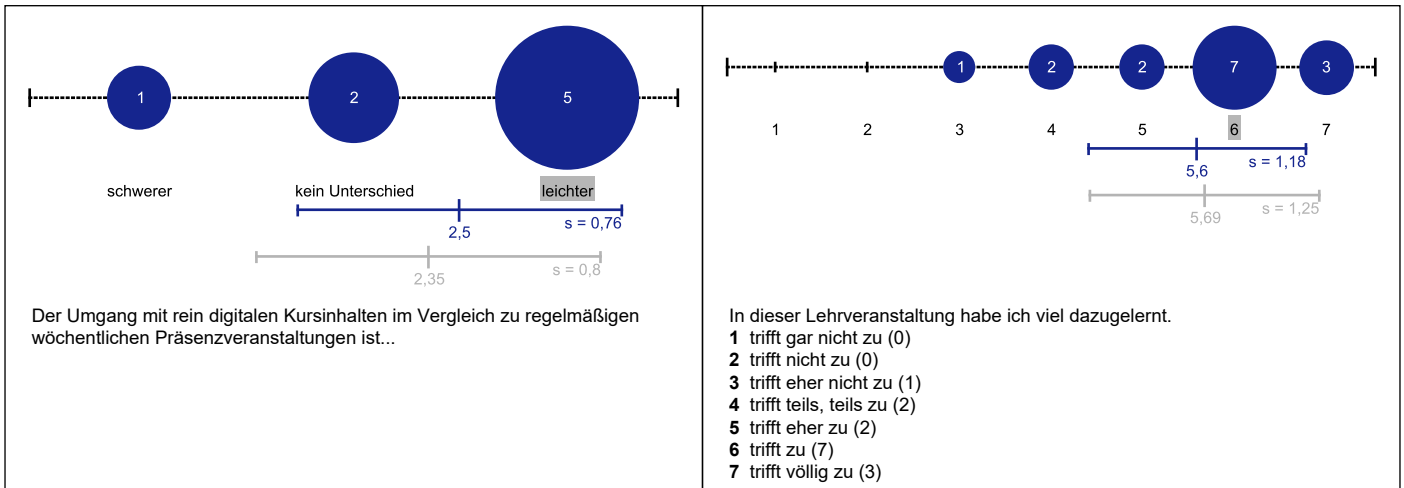 1 2 5
schwerer kein Unterschied leichter
s = 0,76
2,5
s = 0,8
2,35
Der Umgang mit rein digitalen Kursinhalten im Vergleich zu regelmäßigen
wöchentlichen Präsenzveranstaltungen ist...
1 2 2 7 3
1 2 3 4 5 6 7
s = 1,18
5,6
s = 1,25
5,69
In dieser Lehrveranstaltung habe ich viel dazugelernt.
1 trifft gar nicht zu (0)
2 trifft nicht zu (0)
3 trifft eher nicht zu (1)
4 trifft teils, teils zu (2)
5 trifft eher zu (2)
6 trifft zu (7)
7 trifft völlig zu (3)